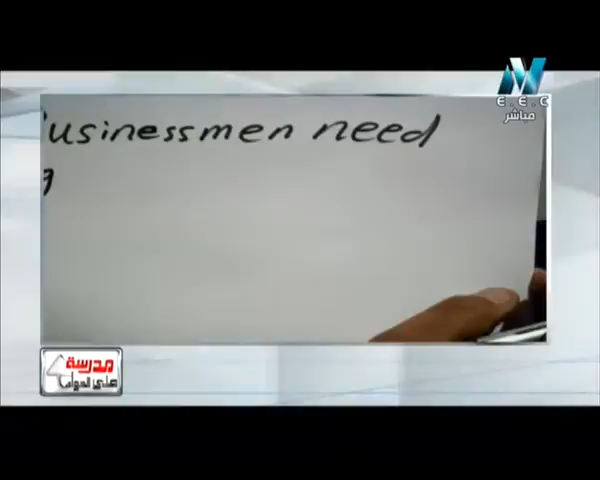 E.E.C
مباشر
usinessmen need
g
مدرسة
على الهواء